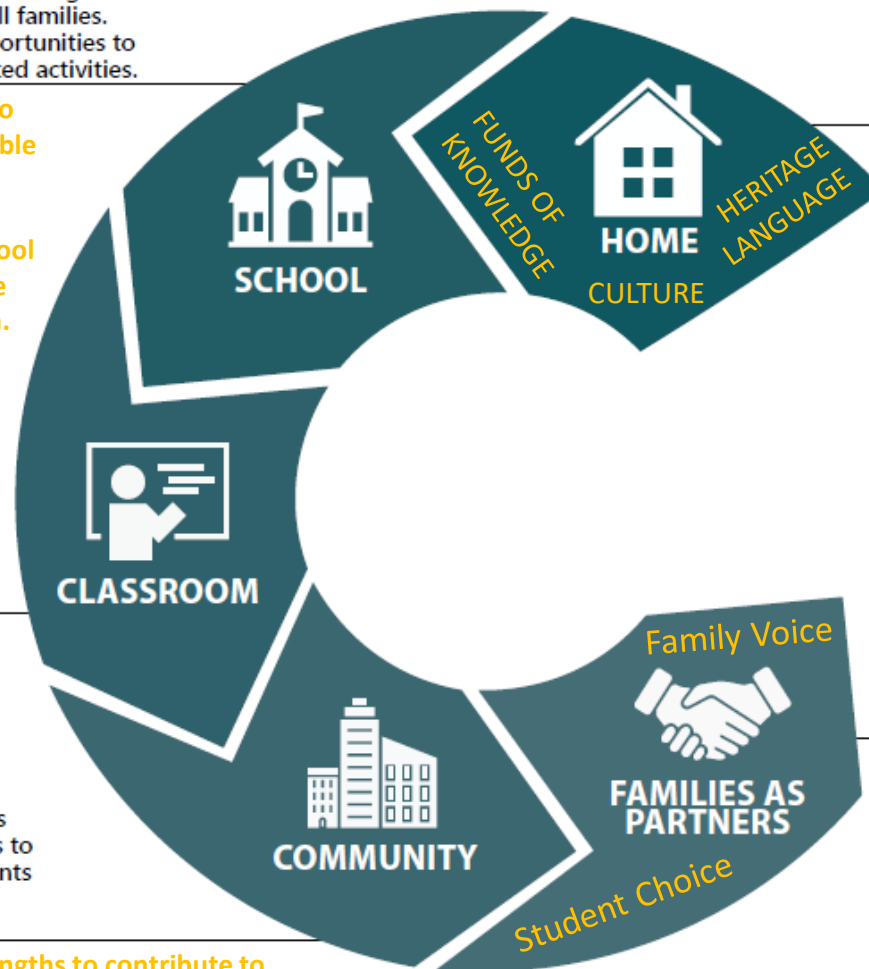 ll families.
ortunities to
ted activities.
o
ble
ool
e
.
SCHOOL
FUNDS OF
KNOWLEDGE
HOME
HERITAGE
LANGUAGE
CULTURE
CLASSROOM
s
s to
nts
COMMUNITY
Family Voice
FAMILIES AS
PARTNERS
Student Choice
ngths to contribute to